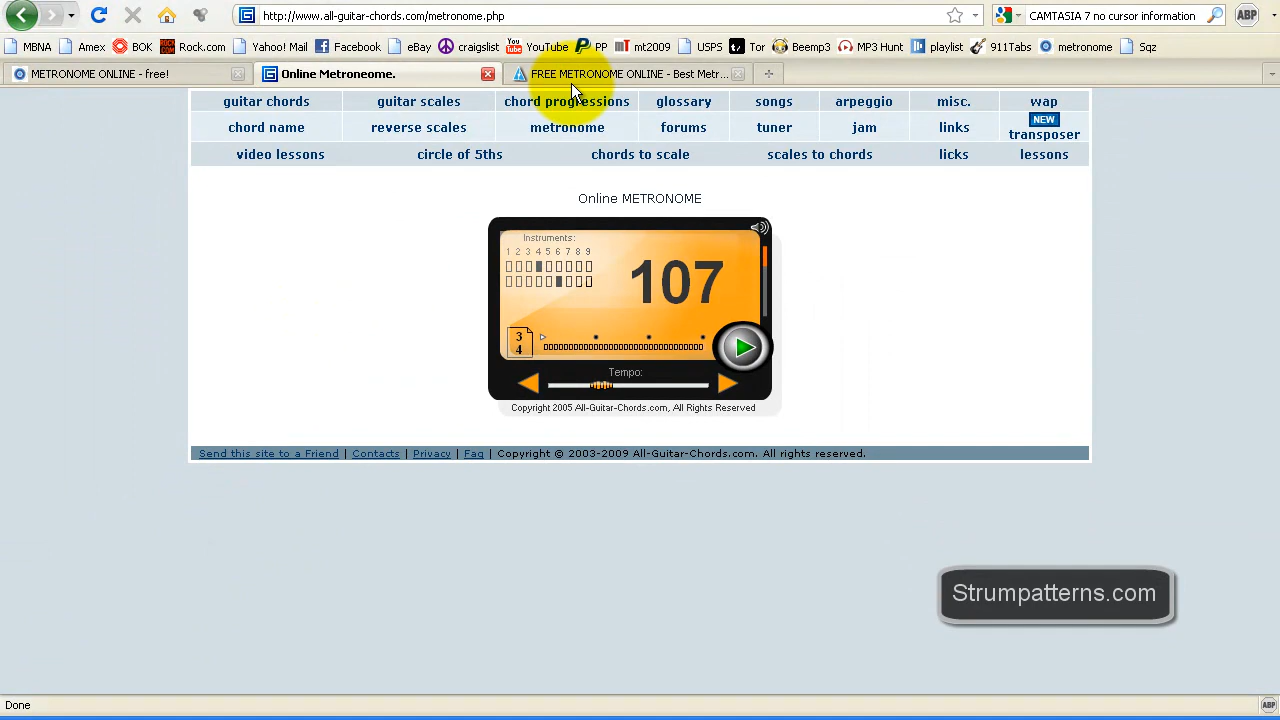 http://www.all-guitar-chords.com/metronome.php
CAMTASIA 7 no cursor information
ABP
MBNA
Amex
BOK
Rock.com
Yahoo! Mail
Facebook
eBay
craigslist
YouTube
PP
mt2009
USPS
Tor
Beemp3
MP3 Hunt
playlist
911Tabs
metronome
Sqz
METRONOME ONLINE - free!
Online Metroneome.
FREE METRONOME ONLINE - Best Metr...
guitar chords
guitar scales
chord progressions
glossary
songs
arpeggio
misc.
wap
chord name
reverse scales
metronome
forums
tuner
jam
links
NEW
transposer
video lessons
circle of 5ths
chords to scale
scales to chords
licks
lessons
Online METRONOME
Instruments:
1 2 3 4 5 6 7 8 9
107
3
4
Tempo:
Copyright 2005 All-Guitar-Chords.com, All Rights Reserved
Send this site to a Friend | Contacts | Privacy | Faq | Copyright © 2003-2009 All-Guitar-Chords.com. All rights reserved.
Strumpatterns.com
Done
ABP